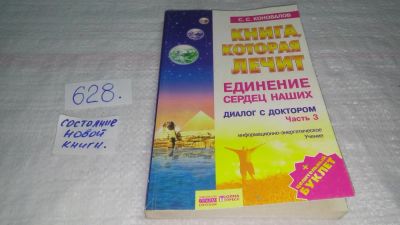 628.
состояние
новой
книги.
С. С. КОНОВАЛОВ
КНИГА,
КОТОРАЯ
ЛЕЧИТ
ЕДИНЕНИЕ
СЕРДЕЦ НАШИХ
ДИАЛОГ С ДОКТОРОМ
Часть 3
информационно-энергетическое
Учение
+
БУКЛЕТ